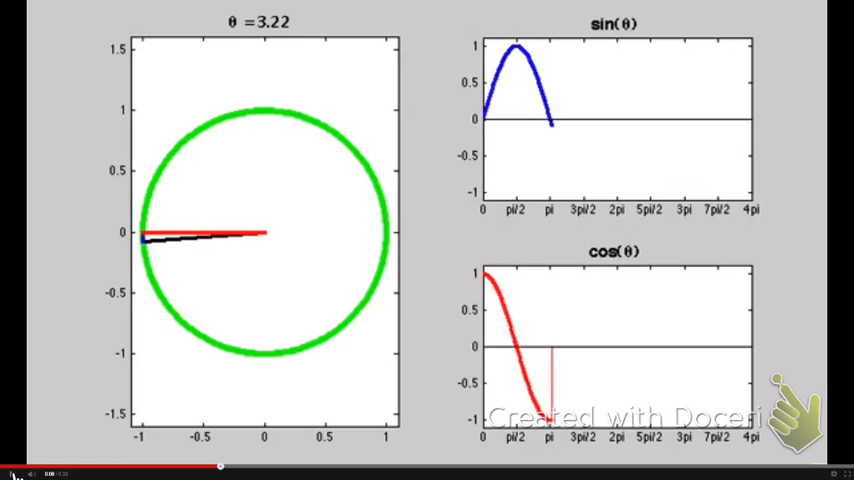 θ =3.22
1.5
1
0.5
0
-0.5
-1
-1.5
-1 -0.5 0 0.5 1
sin(θ)
1
0.5
0
-0.5
-1
0 pi/2 pi 3pi/2 2pi 5pi/2 3pi 7pi/2 4pi
cos(θ)
1
0.5
0
-0.5
-1
0 pi/2 pi 3pi/2 2pi 5pi/2 3pi 7pi/2 4pi
Created with Doceri